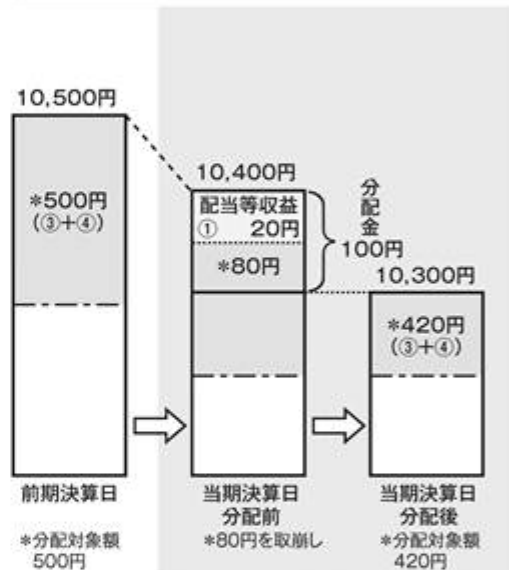 10,500円
*500円
(③+④)
前期決算日
*分配対象額
500円
10,400円
配当等収益
① 20円
*80円
分配金
100円
当期決算日
分配前
*80円を取崩し
10,300円
*420円
(③+④)
当期決算日
分配後
*分配対象額
420円